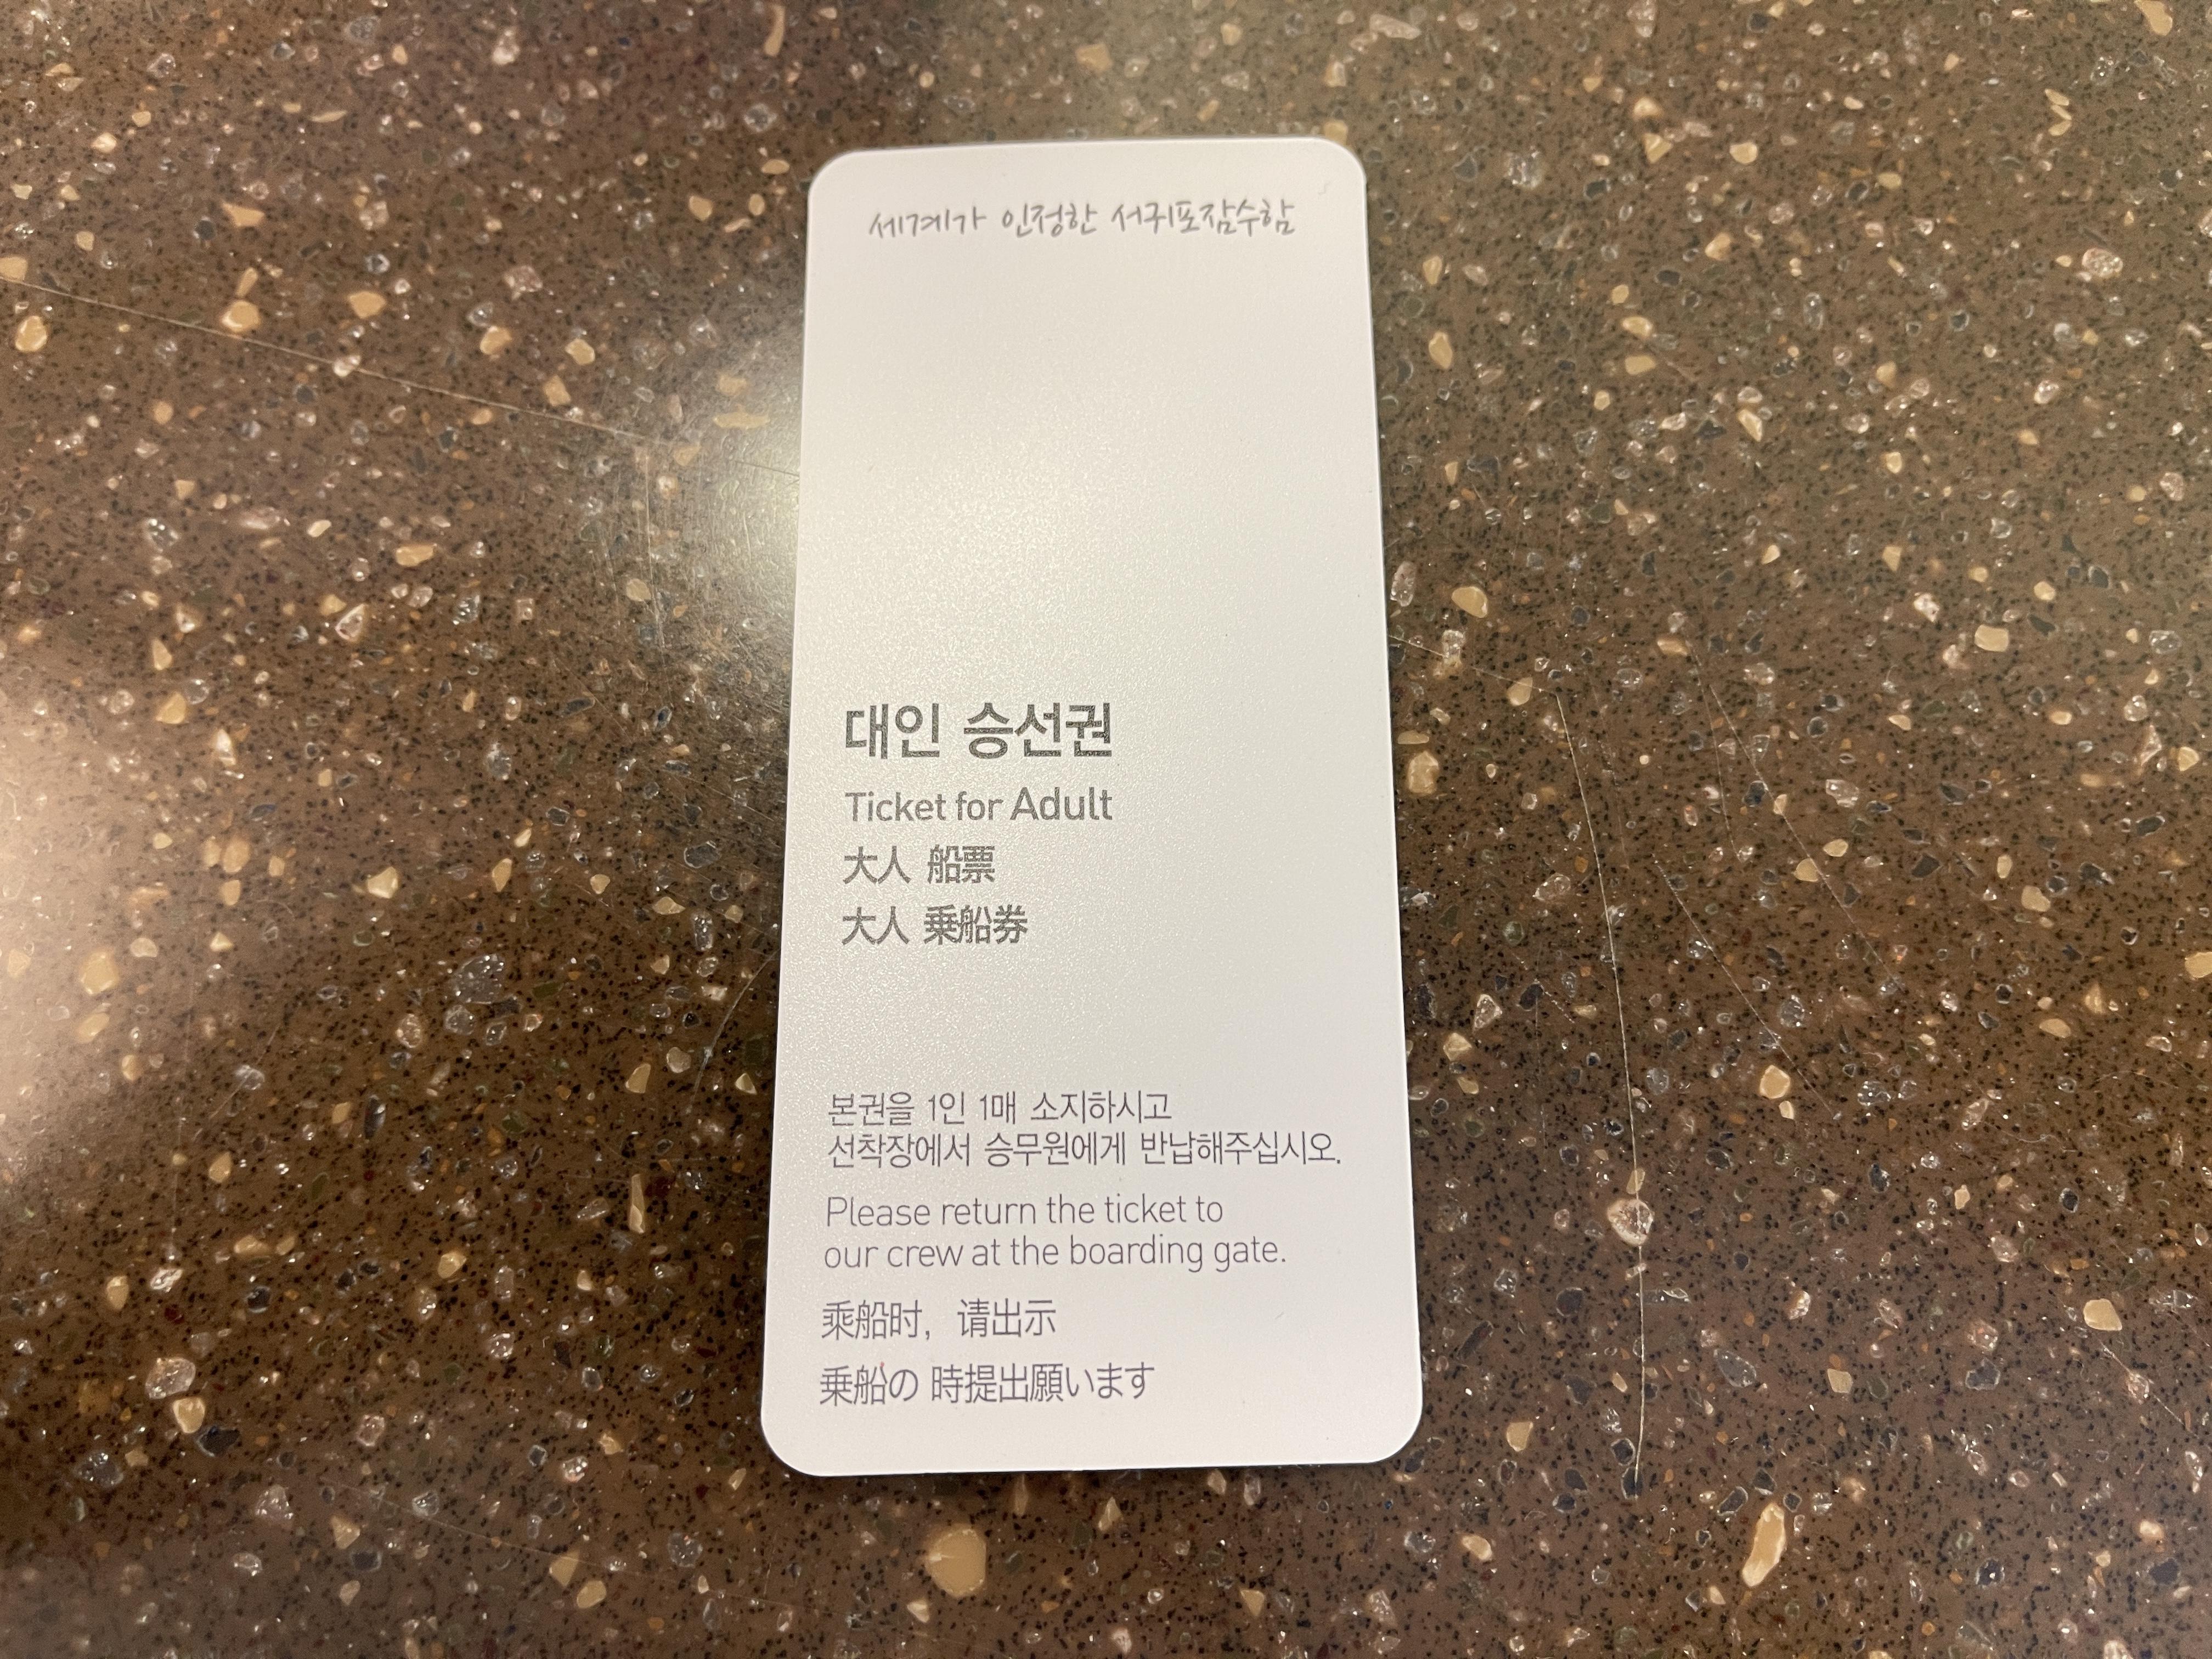 세계가 인정한 서귀포잠수함
대인 승선권
Ticket for Adult
大人 船票
大人 乗船券
본권을 1인 1매 소지하시고
선착장에서 승무원에게 반납해주십시오.
Please return the ticket to
our crew at the boarding gate.
乘船时, 请出示
乗船の 時提出願います